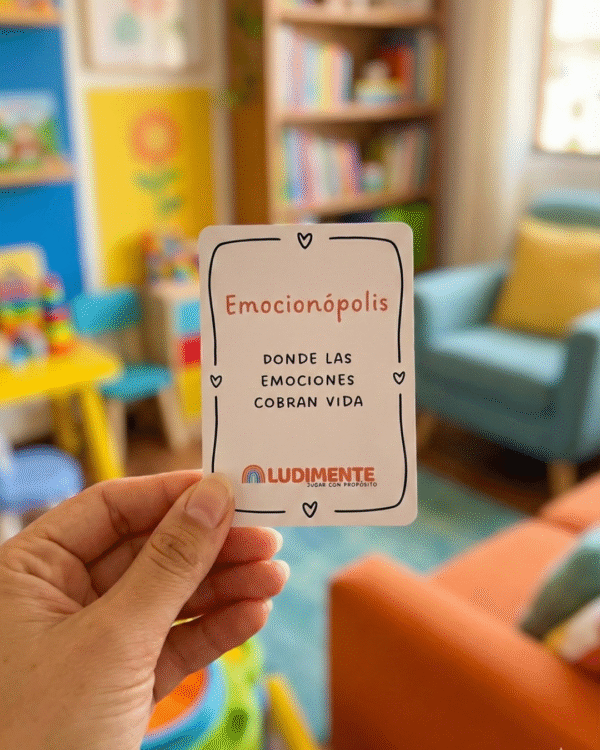 Emocionópolis
DONDE LAS
EMOCIONES
COBRAN VIDA
LUDIMENTE
JUGAR CON PROPÓSITO